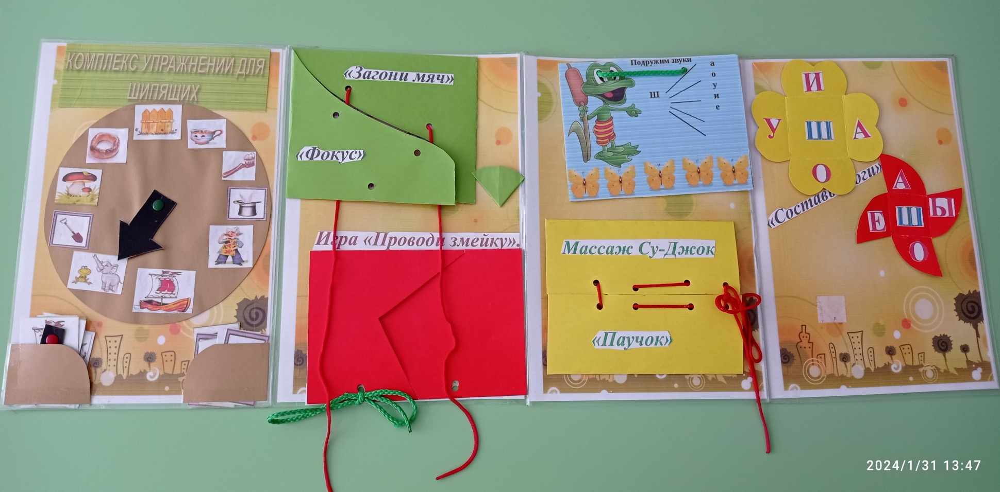 КОМПЛЕКС УПРАЖНЕНИЙ ДЛЯ
ШИПЯЩИХ
«Загони мяч»
«Фокус»
Игра «Проводи змейку».
Подружим звуки
Ш
а
о
у
и
е
Массаж Су-Джок
«Паучок»
И
У Ш А
О
«Состав
оги»
А
Е Ш Ы
О
2024/1/31 13:47